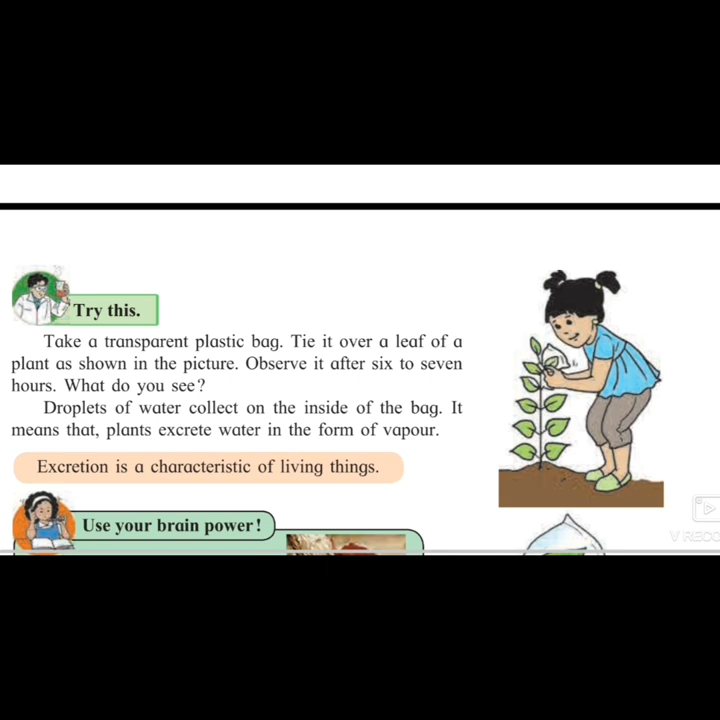 Try this.
Take a transparent plastic bag. Tie it over a leaf of a
plant as shown in the picture. Observe it after six to seven
hours. What do you see?
Droplets of water collect on the inside of the bag. It
means that, plants excrete water in the form of vapour.
Excretion is a characteristic of living things.
Use your brain power!
V RECO